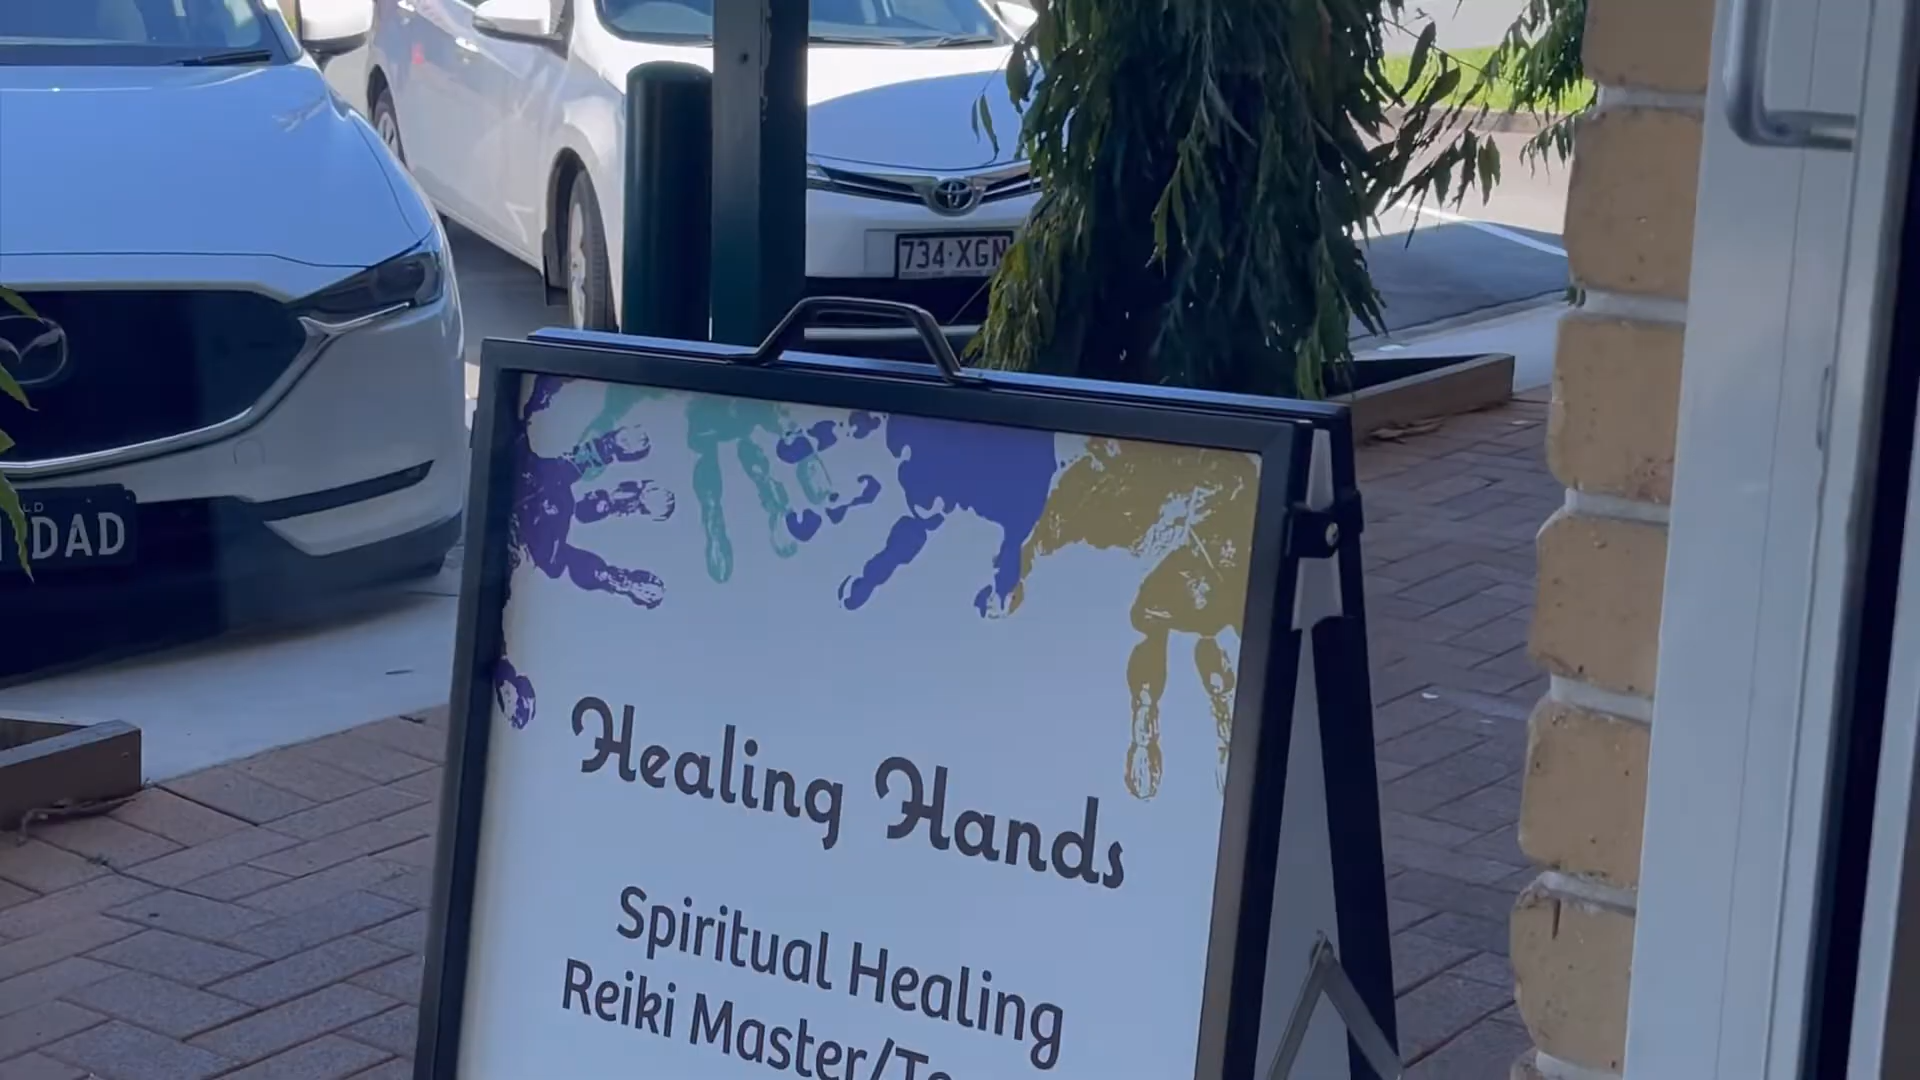 734·XGN
DAD
Healing Hands
Spiritual Healing
Reiki Master/